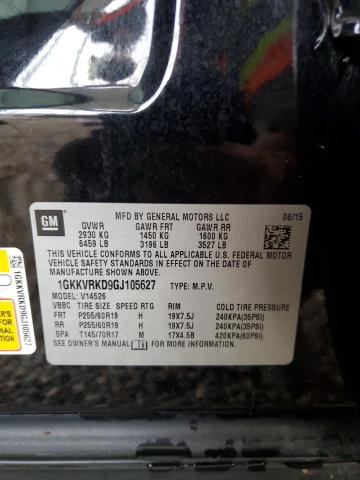 MFD BY GENERAL MOTORS LLC 06/15
GM
GVWR GAWR FRT GAWR RR
2930 KG 1450 KG 1600 KG
6459 LB 3196 LB 3527 LB
THIS VEHICLE CONFORMS TO ALL APPLICABLE U.S. FEDERAL MOTOR
VEHICLE SAFETY STANDARDS IN EFFECT ON THE DATE OF
MANUFACTURE SHOWN ABOVE.
1GKKVRKD9GJ105627 TYPE: M.P.V.
MODEL: V14526
VBBC TIRE SIZE SPEED RTG RIM COLD TIRE PRESSURE
FRT P255/60R19 H 19X7.5J 240KPA(35PSI)
RR P255/60R19 H 19X7.5J 240KPA(35PSI)
SPA T145/70R17 M 17X4.5B 420KPA(60PSI)
SEE OWNER'S MANUAL FOR MORE INFORMATION.
1GKKVRKD9GJ105627